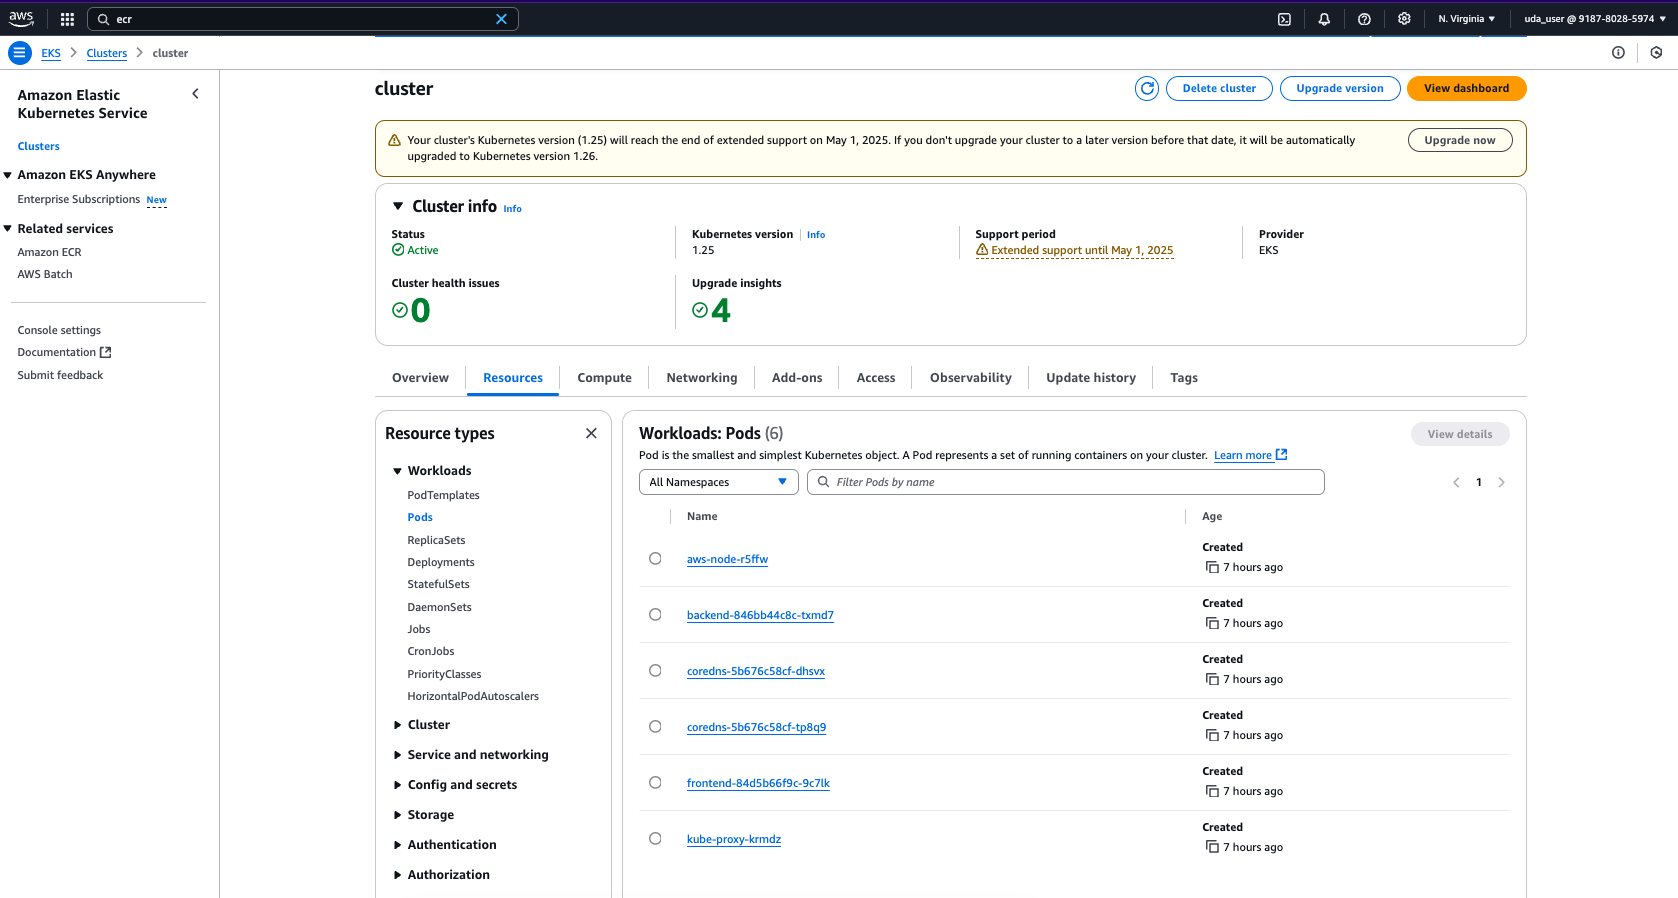 aws
ecr
N. Virginia
uda_user @ 9187-8028-5974
EKS
Clusters
cluster
Amazon Elastic
Kubernetes Service
Clusters
Amazon EKS Anywhere
Enterprise Subscriptions New
Related services
Amazon ECR
AWS Batch
Console settings
Documentation
Submit feedback
cluster
Delete cluster
Upgrade version
View dashboard
Your cluster's Kubernetes version (1.25) will reach the end of extended support on May 1, 2025. If you don't upgrade your cluster to a later version before that date, it will be automatically
upgraded to Kubernetes version 1.26.
Upgrade now
Cluster info Info
Status
Active
Kubernetes version Info
1.25
Support period
Extended support until May 1, 2025
Provider
EKS
Cluster health issues
0
Upgrade insights
4
Overview
Resources
Compute
Networking
Add-ons
Access
Observability
Update history
Tags
Resource types
Workloads
PodTemplates
Pods
ReplicaSets
Deployments
StatefulSets
DaemonSets
Jobs
CronJobs
PriorityClasses
HorizontalPodAutoscalers
Cluster
Service and networking
Config and secrets
Storage
Authentication
Authorization
Workloads: Pods (6)
View details
Pod is the smallest and simplest Kubernetes object. A Pod represents a set of running containers on your cluster. Learn more
All Namespaces
Filter Pods by name
1
Name
Age
aws-node-r5ffw
Created
7 hours ago
backend-846bb44c8c-txmd7
Created
7 hours ago
coredns-5b676c58cf-dhsvx
Created
7 hours ago
coredns-5b676c58cf-tp8q9
Created
7 hours ago
frontend-84d5b66f9c-9c7lk
Created
7 hours ago
kube-proxy-krmdz
Created
7 hours ago